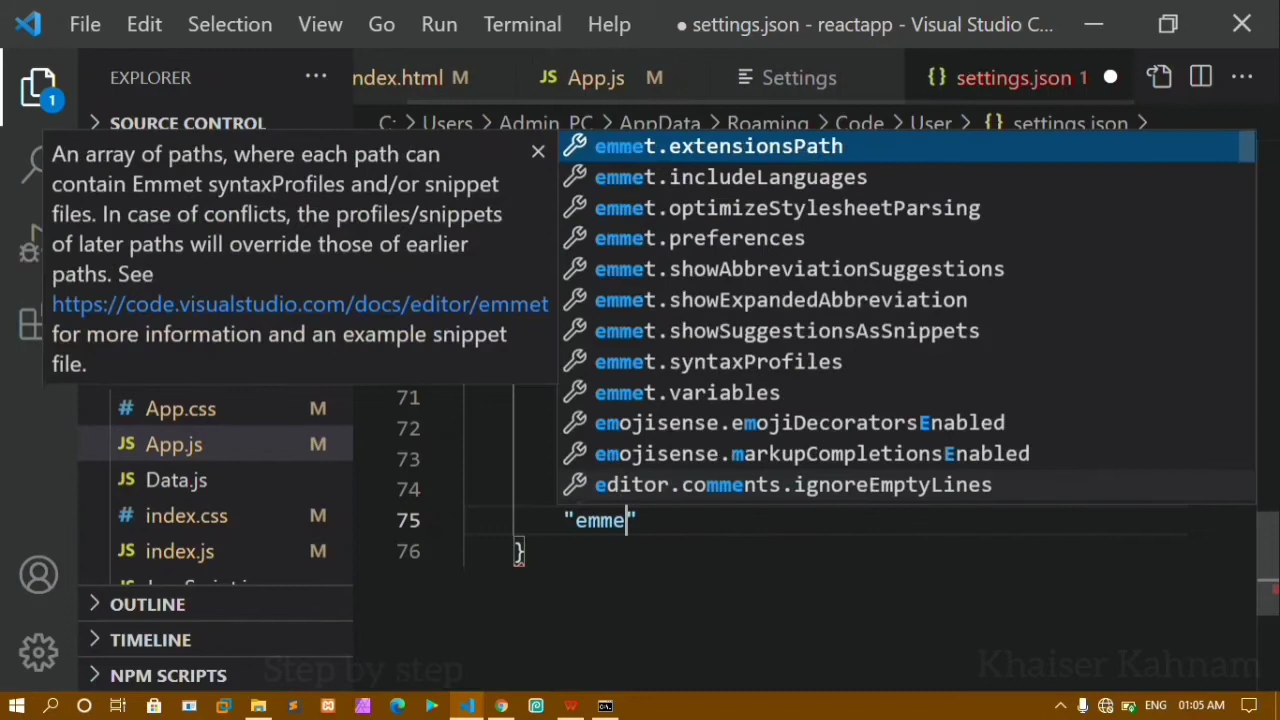 File Edit Selection View Go Run Terminal Help ● settings.json - reactapp - Visual Studio C...
EXPLORER ...
ndex.html M JS App.js M Settings {} settings.json 1
SOURCE CONTROL
C: > Users > Admin_PC > AppData > Roaming > Code > User > {} settings.json >
An array of paths, where each path can
contain Emmet syntaxProfiles and/or snippet
files. In case of conflicts, the profiles/snippets
of later paths will override those of earlier
paths. See
https://code.visualstudio.com/docs/editor/emmet
for more information and an example snippet
file.
emmet.extensionsPath
emmet.includeLanguages
emmet.optimizeStylesheetParsing
emmet.preferences
emmet.showAbbreviationSuggestions
emmet.showExpandedAbbreviation
emmet.showSuggestionsAsSnippets
emmet.syntaxProfiles
emmet.variables
emojisense.emojiDecoratorsEnabled
emojisense.markupCompletionsEnabled
editor.comments.ignoreEmptyLines
1
# App.css M
JS App.js M
JS Data.js
# index.css M
JS index.js M
OUTLINE
TIMELINE
NPM SCRIPTS
71
72
73
74
75 "emme"
76 }
Step by step
Khaiser Kahnam
ENG 01:05 AM